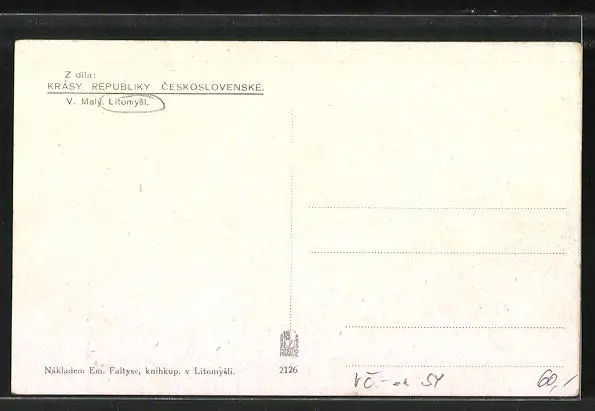 Z díla:
KRÁSY REPUBLIKY ČESKOSLOVENSKÉ.
V. Malý. Litomyšl.
Nákladem Em. Faltyse, knihkup. v Litomyšli.
2126
60,-